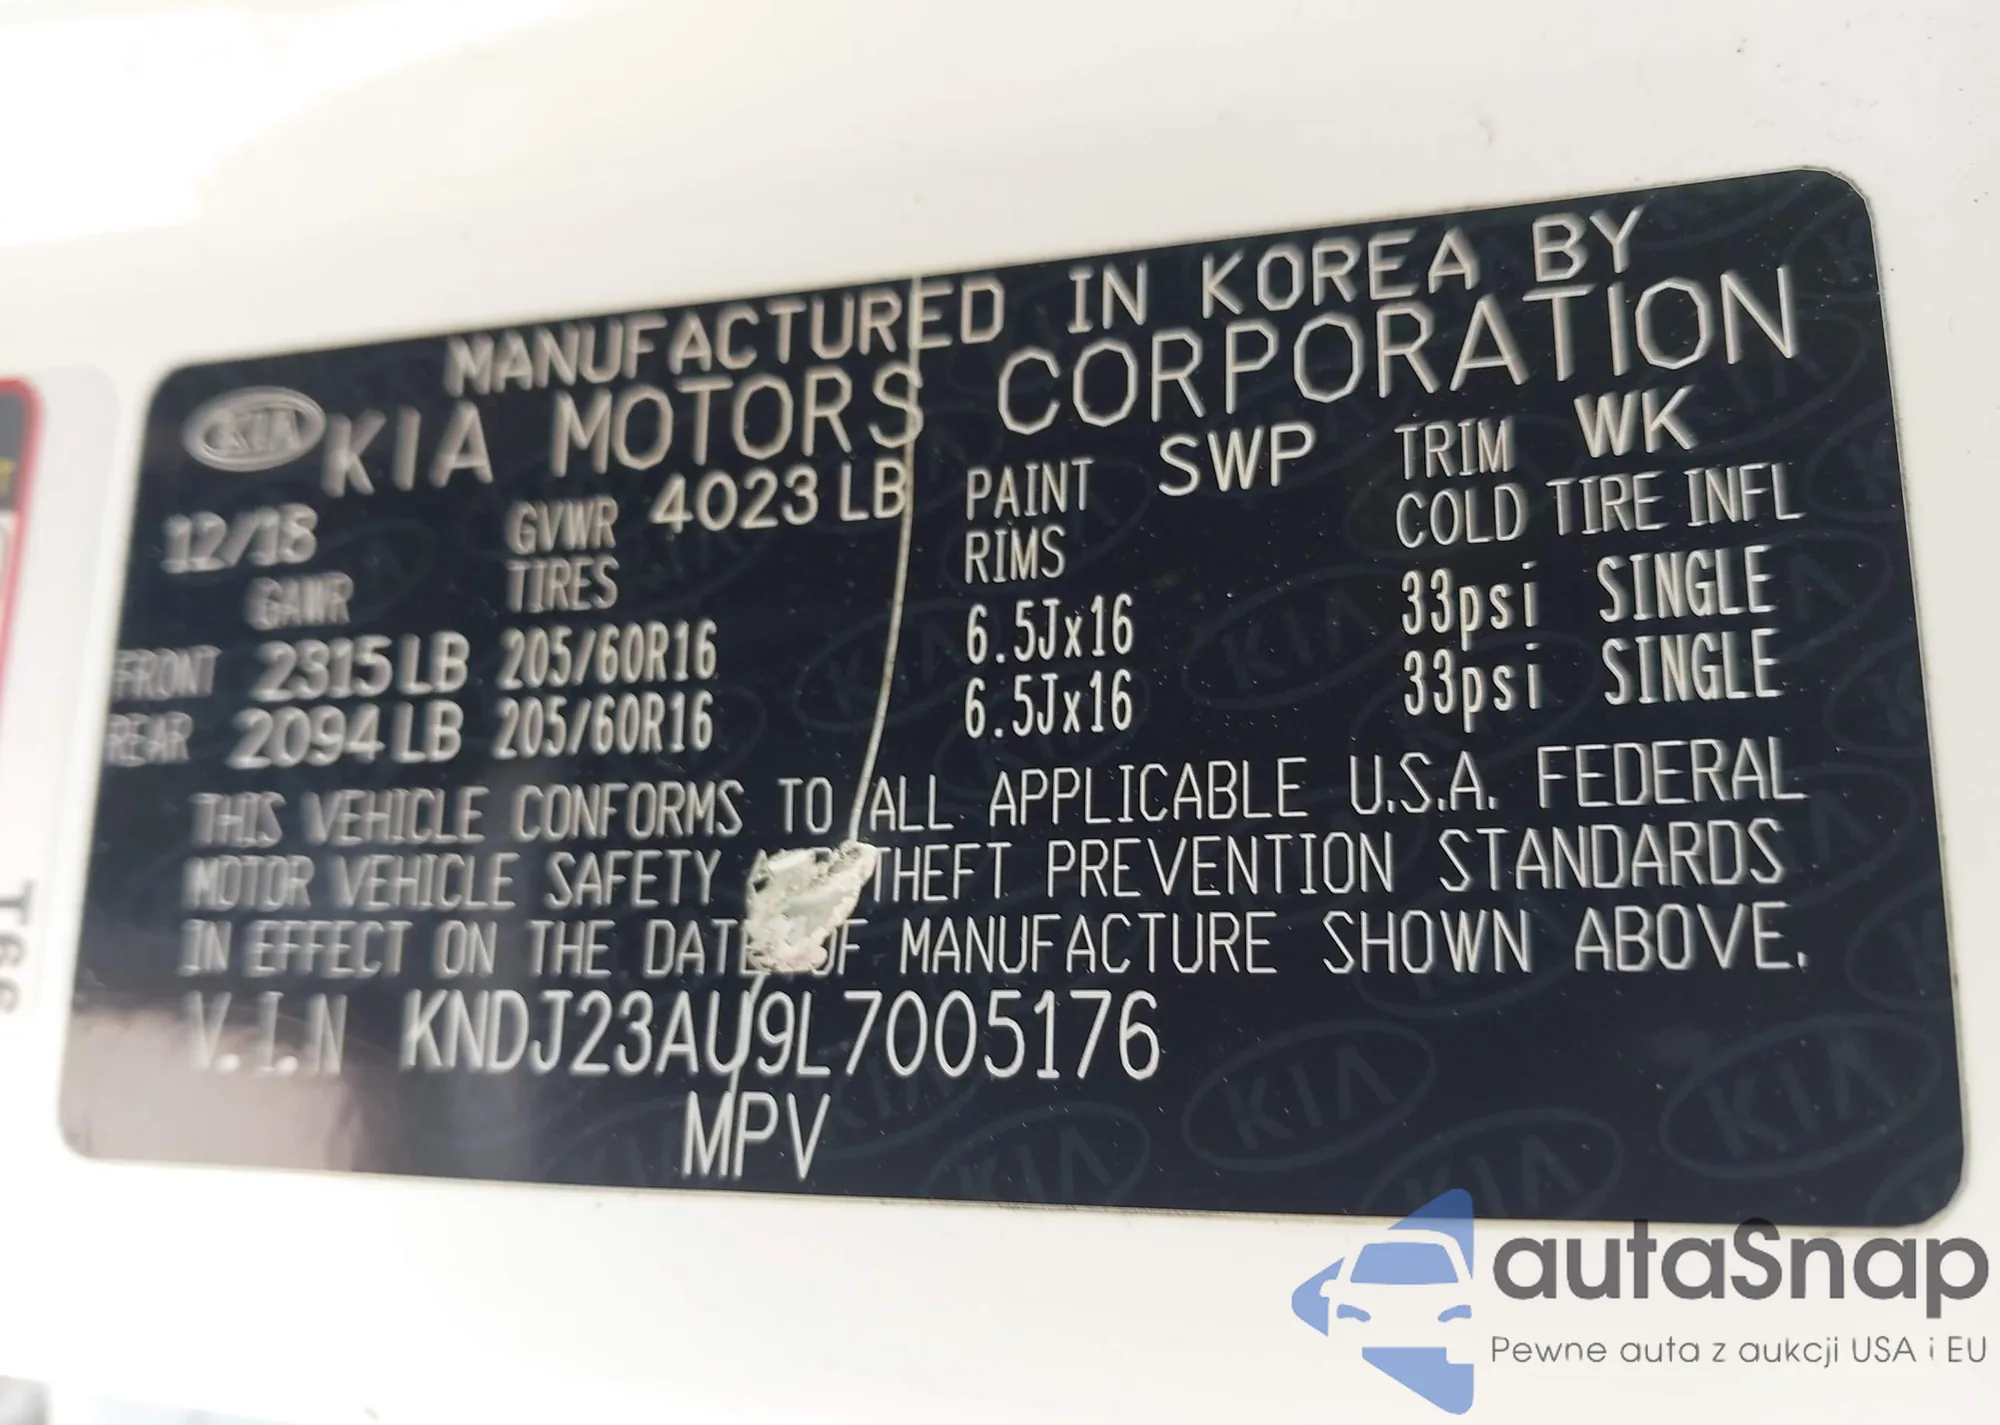 MANUFACTURED IN KOREA BY
KIA KIA MOTORS CORPORATION
12/18 GVWR 4023 LB PAINT SWP TRIM WK
GAWR TIRES RIMS COLD TIRE INFL
FRONT 2315 LB 205/60R16 6.5Jx16 33psi SINGLE
REAR 2094 LB 205/60R16 6.5Jx16 33psi SINGLE
THIS VEHICLE CONFORMS TO ALL APPLICABLE U.S.A. FEDERAL
MOTOR VEHICLE SAFETY THEFT PREVENTION STANDARDS
IN EFFECT ON THE DATE OF MANUFACTURE SHOWN ABOVE.
V.I.N KNDJ23AU9L7005176
MPV
autaSnap
Pewne auta z aukcji USA i EU